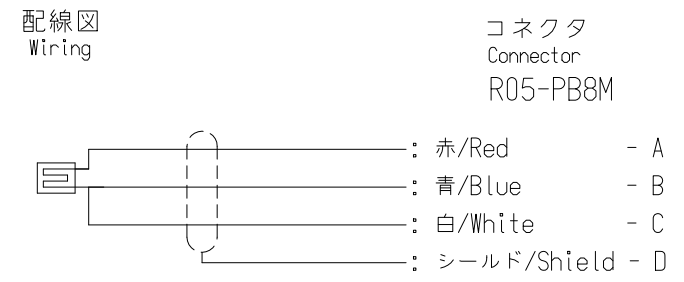 配線図
Wiring
コネクタ
Connector
R05-PB8M
: 赤/Red - A
: 青/Blue - B
: 白/White - C
: シールド/Shield - D